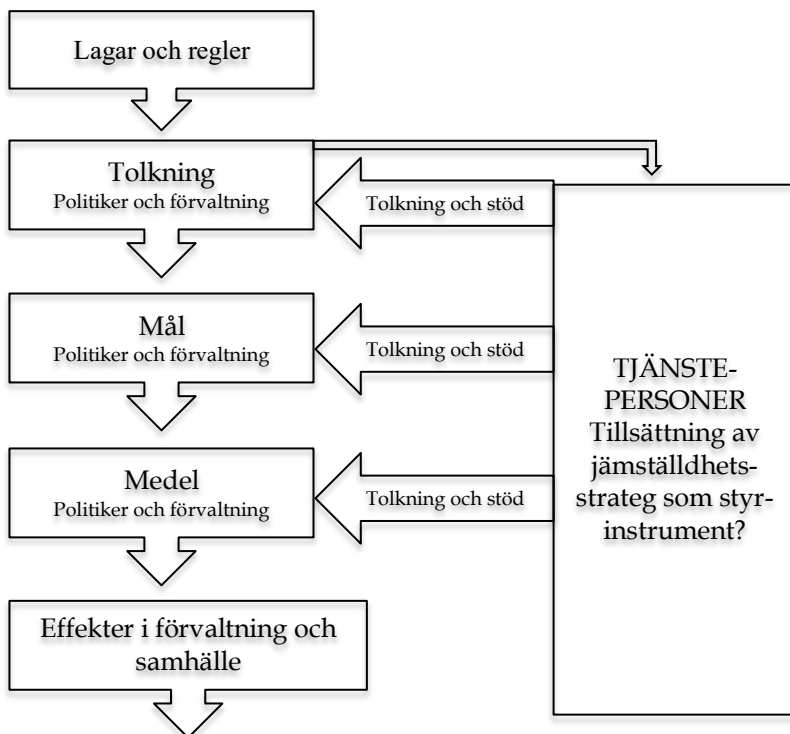 Lagar och regler
Tolkning
Politiker och förvaltning
Tolkning och stöd
Mål
Politiker och förvaltning
Tolkning och stöd
Medel
Politiker och förvaltning
Tolkning och stöd
Effekter i förvaltning och
samhälle
TJÄNSTE-
PERSONER
Tillsättning av
jämställdhets-
strateg som styr-
instrument?